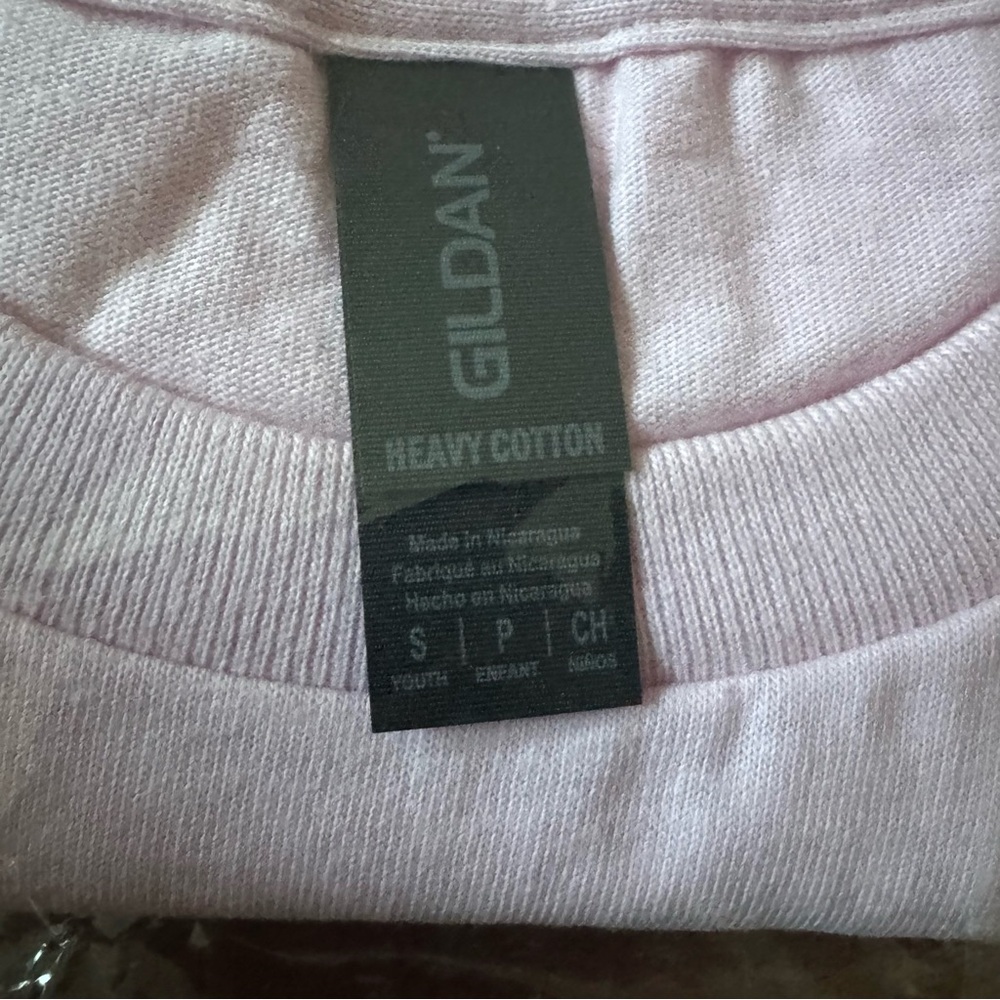 GILDAN®
HEAVY COTTON
Made in Nicaragua
Fabriqué au Nicaragua
Hecho en Nicaragua
S | P | CH
YOUTH ENFANT NIÑOS